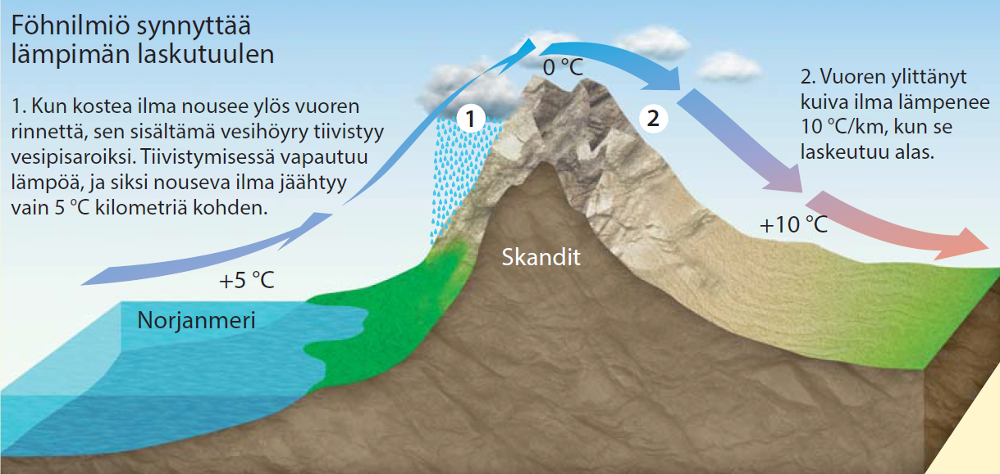 Föhnilmiö synnyttää
lämpimän laskutuulen
1. Kun kostea ilma nousee ylös vuoren
rinnettä, sen sisältämä vesihöyry tiivistyy
vesipisaroiksi. Tiivistymisessä vapautuu
lämpöä, ja siksi nouseva ilma jäähtyy
vain 5 °C kilometriä kohden.
0 °C
1
2
2. Vuoren ylittänyt
kuiva ilma lämpenee
10 °C/km, kun se
laskeutuu alas.
+10 °C
Skandit
+5 °C
Norjanmeri